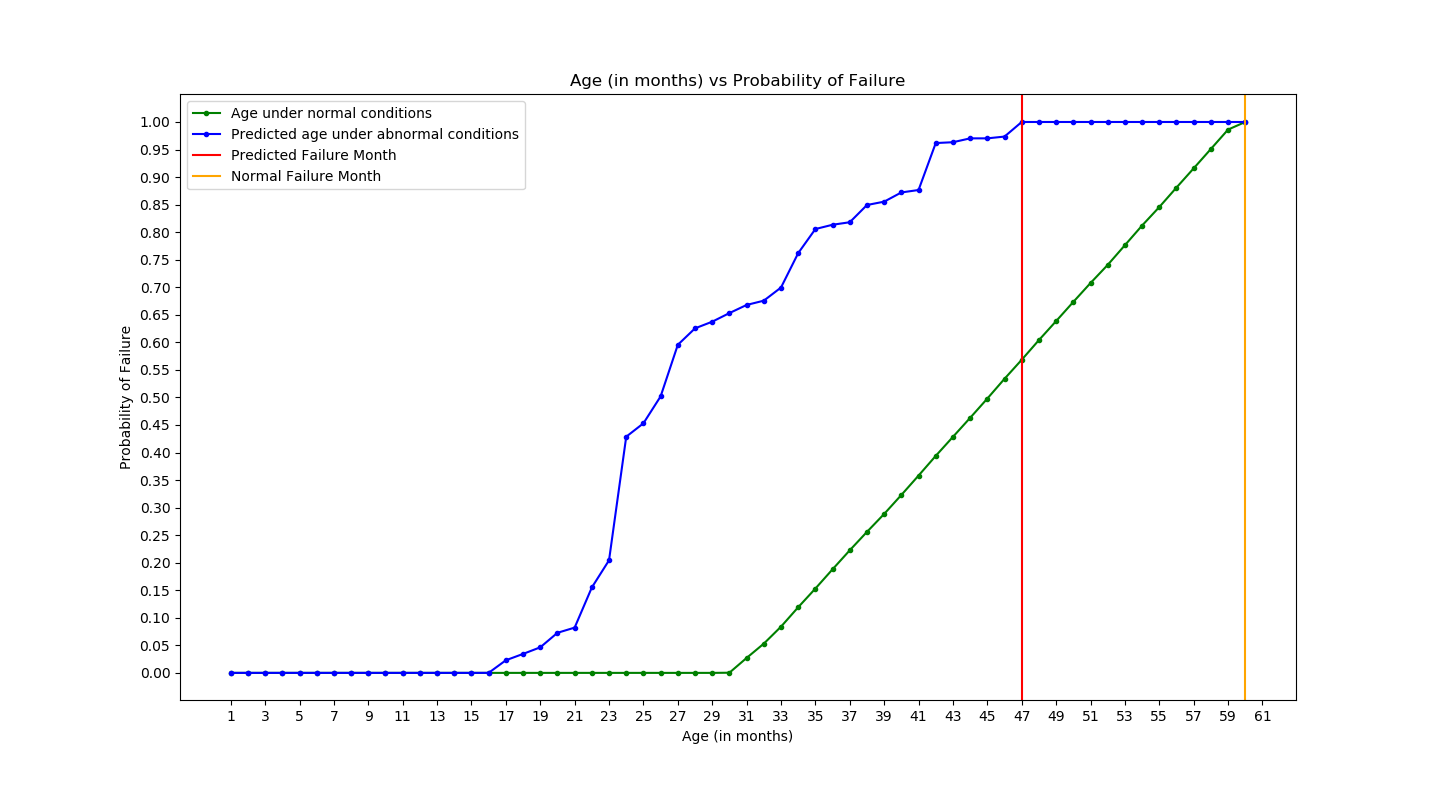 Age (in months) vs Probability of Failure
Age under normal conditions
Predicted age under abnormal conditions
Predicted Failure Month
Normal Failure Month
Probability of Failure
1.00
0.95
0.90
0.85
0.80
0.75
0.70
0.65
0.60
0.55
0.50
0.45
0.40
0.35
0.30
0.25
0.20
0.15
0.10
0.05
0.00
1 3 5 7 9 11 13 15 17 19 21 23 25 27 29 31 33 35 37 39 41 43 45 47 49 51 53 55 57 59 61
Age (in months)